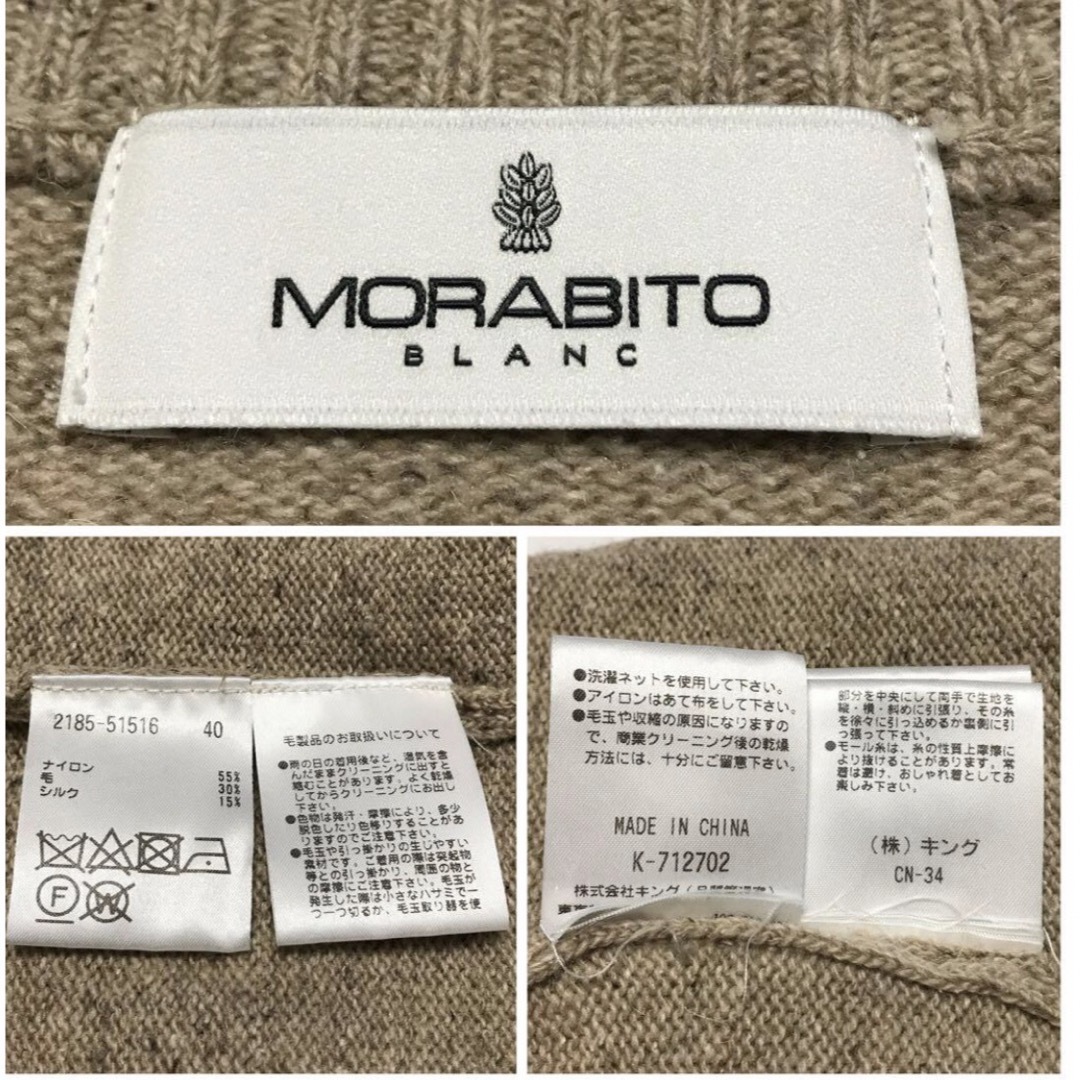 MORABITO
BLANC
2185-51516 40
ナイロン 55%
毛 30%
シルク 15%
F
W
毛製品のお取扱いについて
●雨の日の着用後など、湿気を含
んだままクリーニングに出すと
縮むことがあります。よく乾燥
してからクリーニングにお出し
下さい。
●色物は発汗・摩擦により、多少
脱色したり色移りすることがあ
りますのでご注意下さい。
●毛玉や引っ掛かりの生じやすい
素材です。ご着用の際は突起物
等との引っ掛かり、周囲の物と
の摩擦にご注意下さい。毛玉が
発生した際は小さなハサミで一
つ一つ切るか、毛玉取り器を使
●洗濯ネットを使用して下さい。
●アイロンはあて布をして下さい。
●毛玉や収縮の原因になりますの
で、商業クリーニング後の乾燥
方法には、十分にご留意下さい。
MADE IN CHINA
K-712702
株式会社キング
部分を中央にして両手で生地を
縦・横・斜めに引張り、その糸
を徐々に引っ込めるか裏側に引
っ張って下さい。
●モール糸は、糸の性質上摩擦に
より抜けることがあります。常
着は避け、おしゃれ着としてお
楽しみ下さい。
(株)キング
CN-34